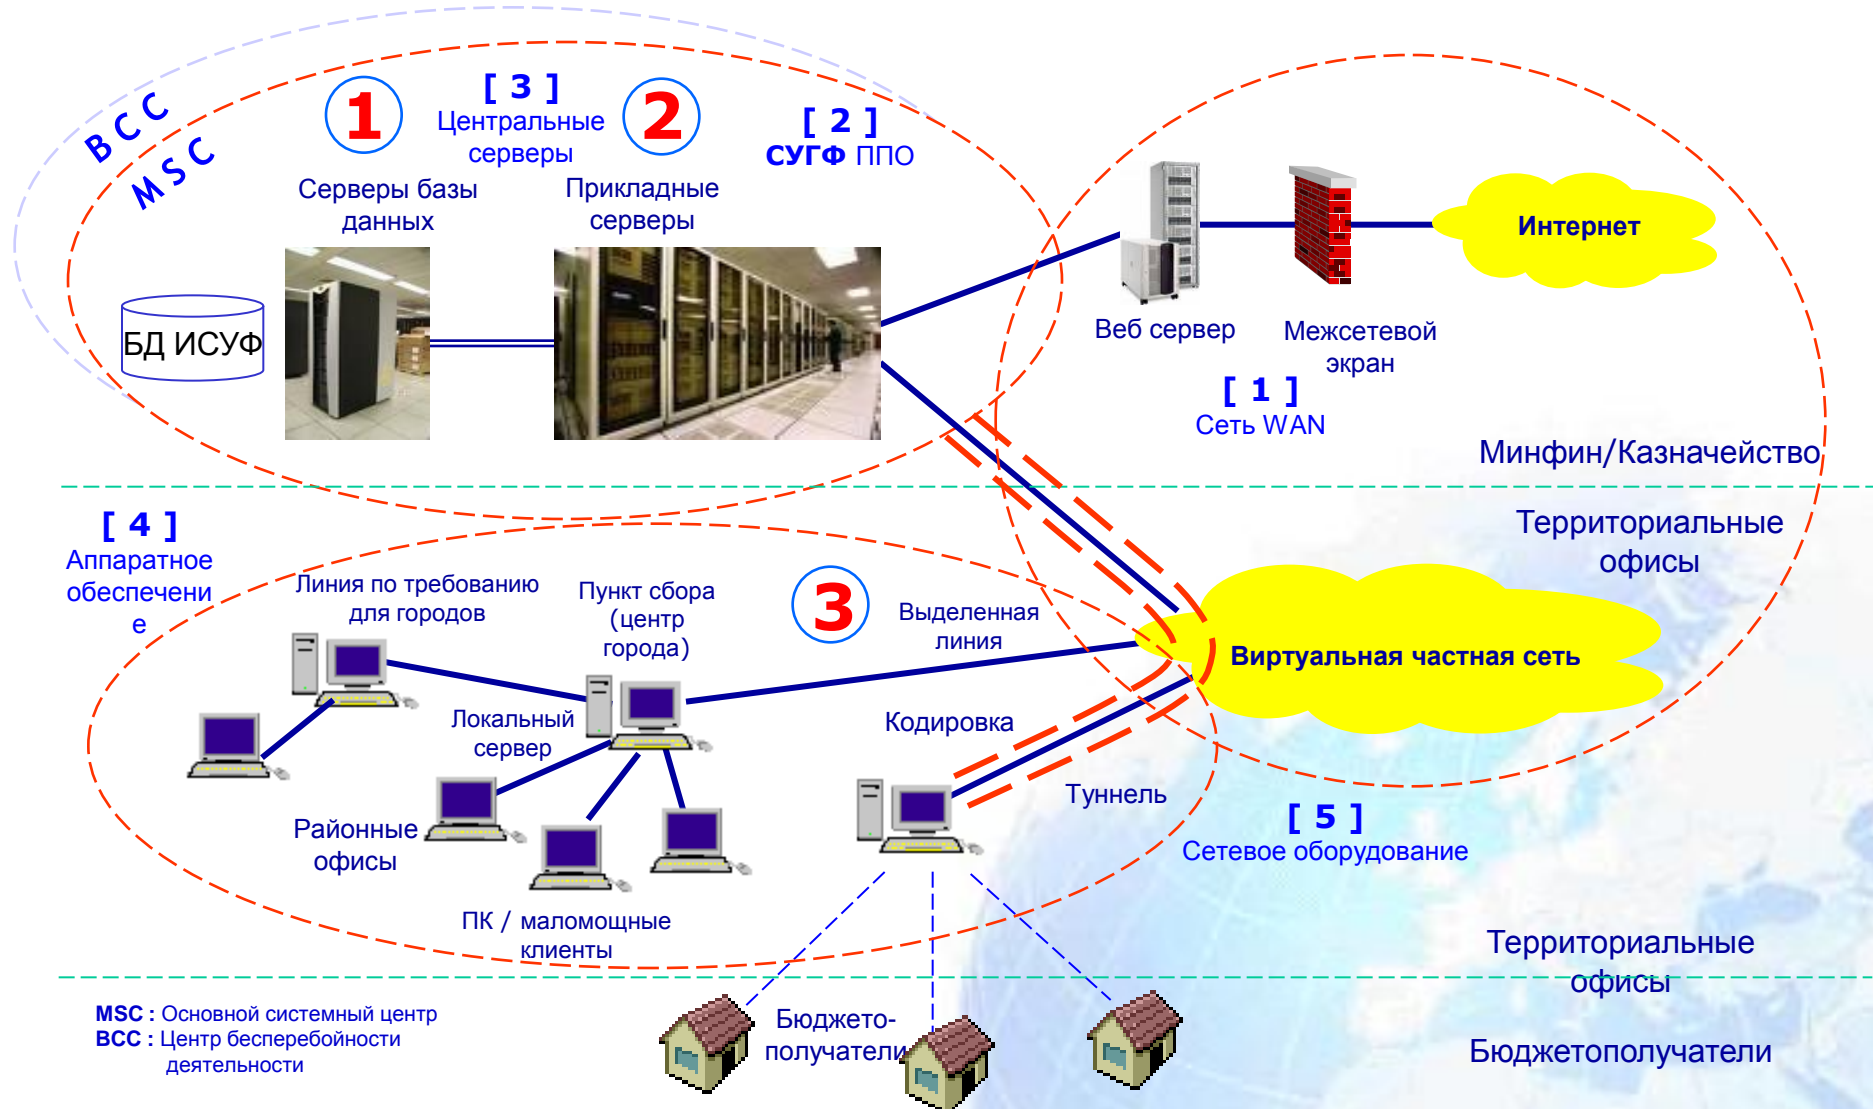 BCC
MSC
1
[ 3 ]
Центральные
серверы
2
[ 2 ]
СУГФ ППО
Серверы базы
данных
Прикладные
серверы
БД ИСУФ
Веб сервер
Межсетевой
экран
Интернет
[ 1 ]
Сеть WAN
Минфин/Казначейство
Территориальные
офисы
[ 4 ]
Аппаратное
обеспечени
е
Линия по требованию
для городов
Пункт сбора
(центр
города)
3
Выделенная
линия
Виртуальная частная сеть
Локальный
сервер
Кодировка
Туннель
Районные
офисы
[ 5 ]
Сетевое оборудование
ПК / маломощные
клиенты
Территориальные
офисы
MSC : Основной системный центр
BCC : Центр бесперебойности
деятельности
Бюджето-
получатели
Бюджетополучатели